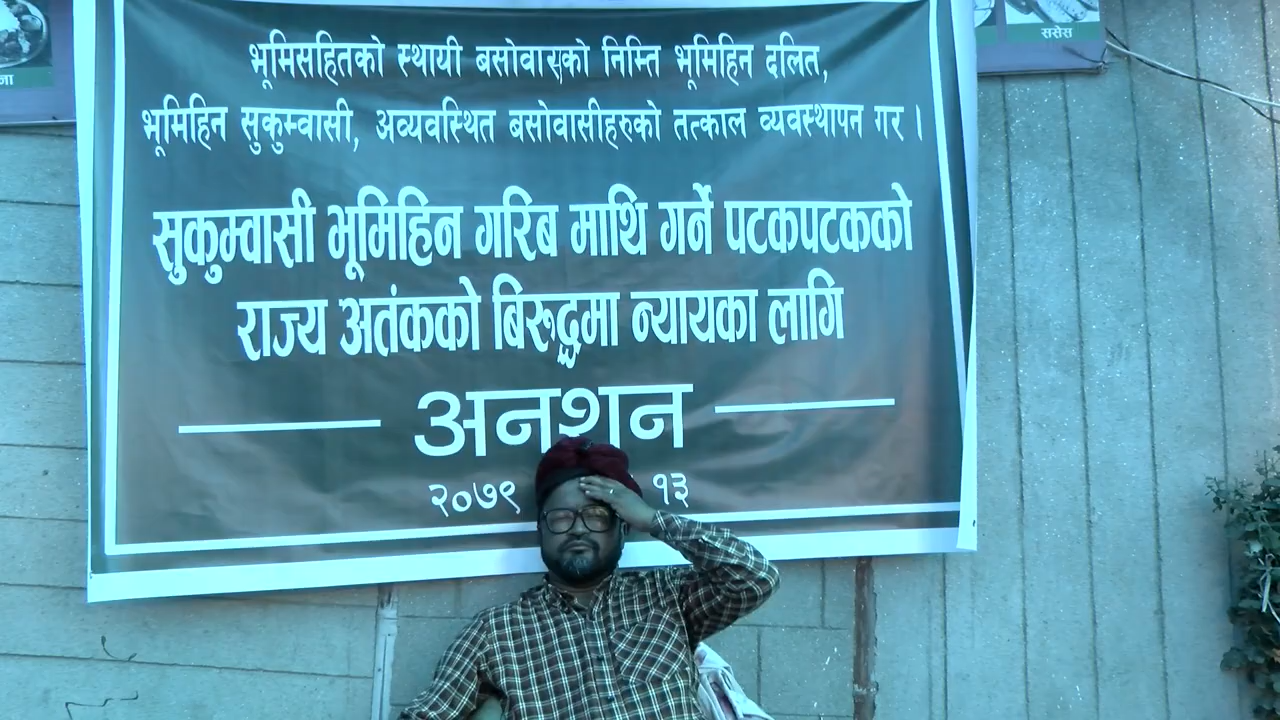 ना
ससेस
भूमिसहितको स्थायी बसोवासको निम्ति भूमिहिन दलित,
भूमिहिन सुकुम्वासी, अव्यवस्थित बसोवासीहरुको तत्काल व्यवस्थापन गर ।
सुकुम्वासी भूमिहिन गरिब माथि गर्ने पटकपटकको
राज्य अतंकको बिरुद्धमा न्यायका लागि
अनशन
२०७९ १३